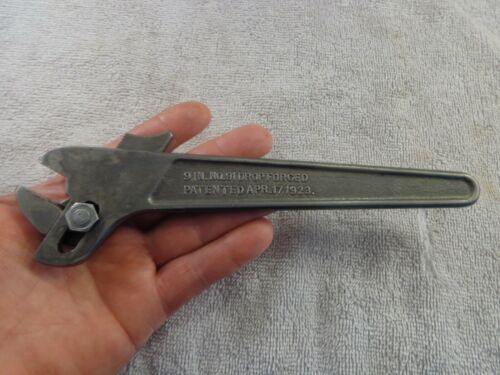 9 IN. NO. 91 DROP FORGED
PATENTED APR. 17, 1923.